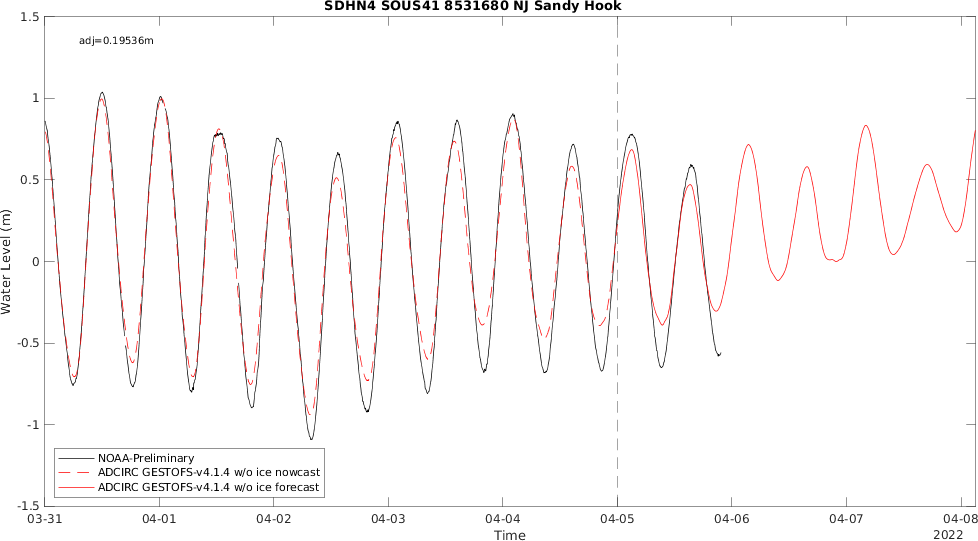 SDHN4 SOUS41 8531680 NJ Sandy Hook
adj=0.19536m
1.5
1
0.5
0
-0.5
-1
-1.5
Water Level (m)
NOAA-Preliminary
ADCIRC GESTOFS-v4.1.4 w/o ice nowcast
ADCIRC GESTOFS-v4.1.4 w/o ice forecast
03-31 04-01 04-02 04-03 04-04 04-05 04-06 04-07 04-08
Time
2022